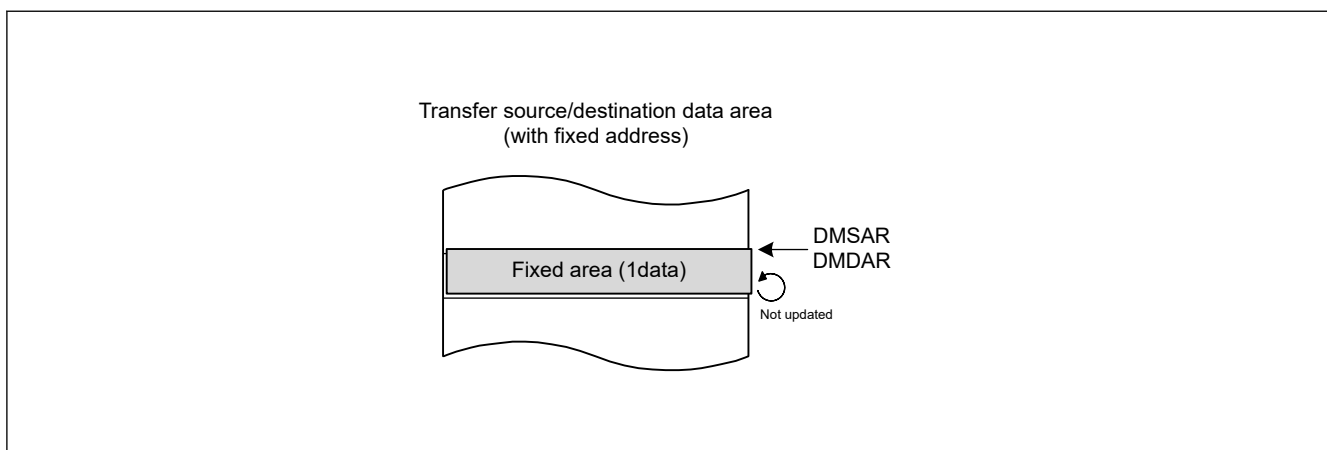 Transfer source/destination data area
(with fixed address)
DMSAR
DMDAR
Fixed area (1data)
Not updated